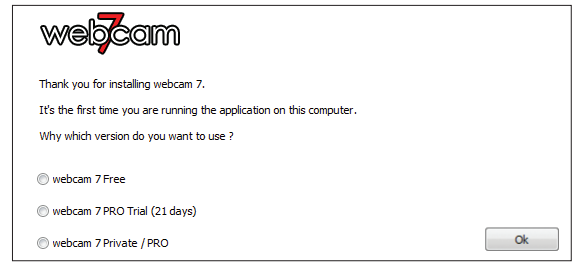 web7cam
Thank you for installing webcam 7.
It's the first time you are running the application on this computer.
Why which version do you want to use ?
webcam 7 Free
webcam 7 PRO Trial (21 days)
webcam 7 Private / PRO
Ok